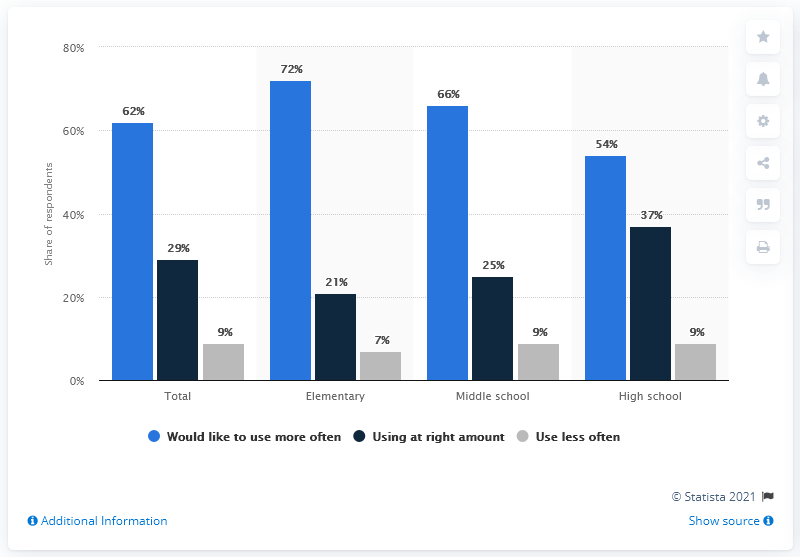 80%
60%
40%
20%
0%
Share of respondents
62%
29%
9%
72%
21%
7%
66%
25%
9%
54%
37%
9%
Total
Elementary
Middle school
High school
Would like to use more often
Using at right amount
Use less often
© Statista 2021
Additional Information
Show source